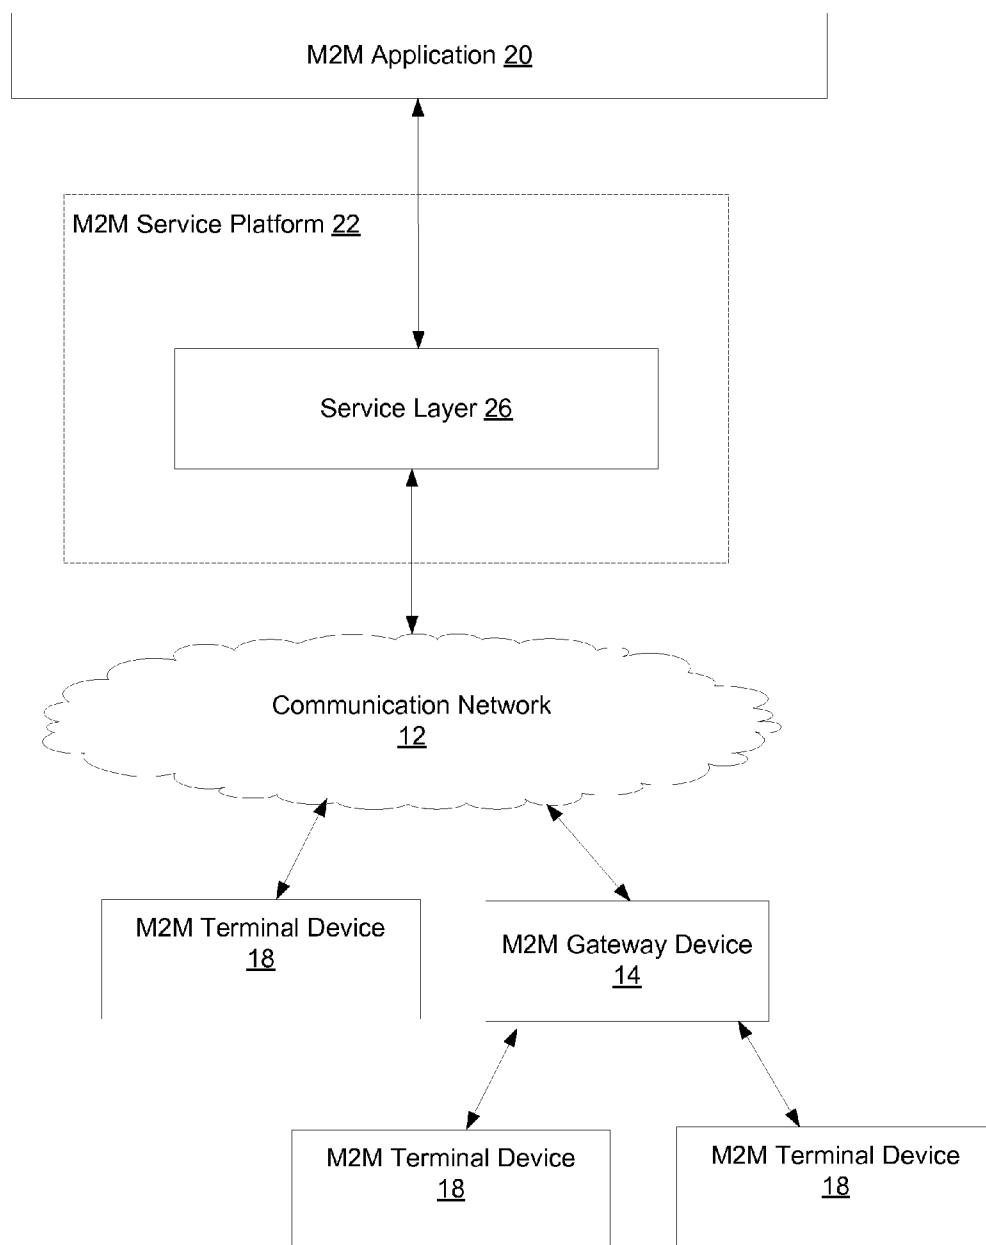 M2M Application 20
M2M Service Platform 22
Service Layer 26
Communication Network
12
M2M Terminal Device
18
M2M Gateway Device
14
M2M Terminal Device
18
M2M Terminal Device
18